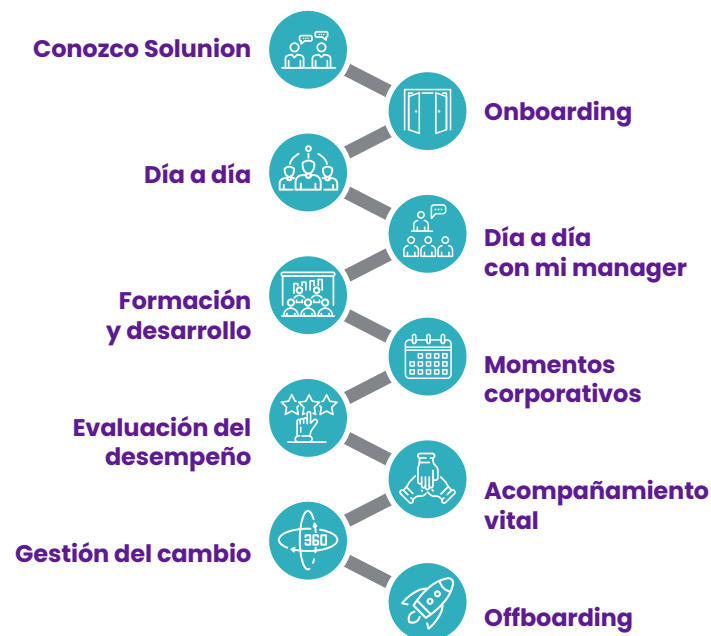 Conozco Solunion
Onboarding
Día a día
Día a día
con mi manager
Formación
y desarrollo
Momentos
corporativos
Evaluación del
desempeño
Acompañamiento
vital
Gestión del cambio
360
Offboarding